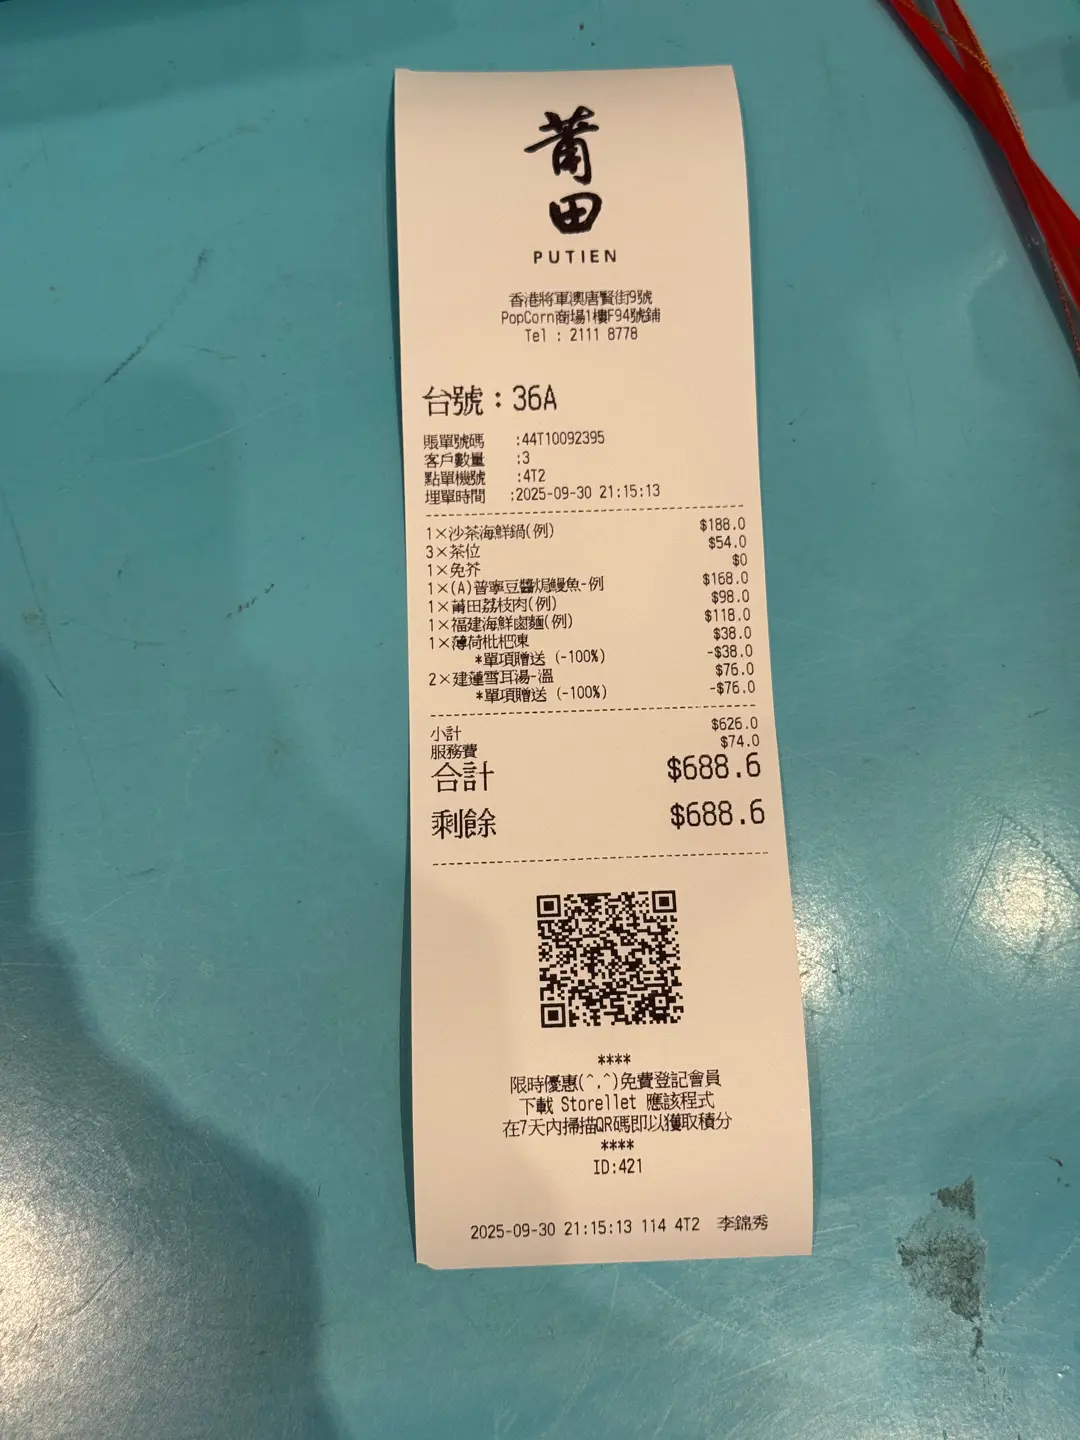 莆
田
PUTIEN
香港將軍澳唐賢街9號
PopCorn商場1樓F94號鋪
Tel : 2111 8778
台號：36A
賬單號碼 :44T10092395
客戶數量 :3
點單機號 :4T2
埋單時間 :2025-09-30 21:15:13
1×沙茶海鮮鍋(例) $188.0
3×茶位 $54.0
1×免芥 $0
1×(A)普寧豆醬焗鰻魚-例 $168.0
1×莆田荔枝肉(例) $98.0
1×福建海鮮鹵麵(例) $118.0
1×薄荷枇杷凍 $38.0
*單項贈送 (-100%) -$38.0
2×建蓮雪耳湯-溫 $76.0
*單項贈送 (-100%) -$76.0
小計 $626.0
服務費 $74.0
合計 $688.6
剩餘 $688.6
****
限時優惠(^.^)免費登記會員
下載 Storellet 應該程式
在7天內掃描QR碼即以獲取積分
****
ID:421
2025-09-30 21:15:13 114 4T2 李錦秀